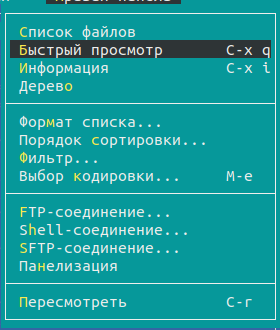 Список файлов
Быстрый просмотр C-x q
Информация C-x i
Дерево
Формат списка...
Порядок сортировки...
Фильтр...
Выбор кодировки... M-e
FTP-соединение...
Shell-соединение...
SFTP-соединение...
Панелизация
Пересмотреть C-r